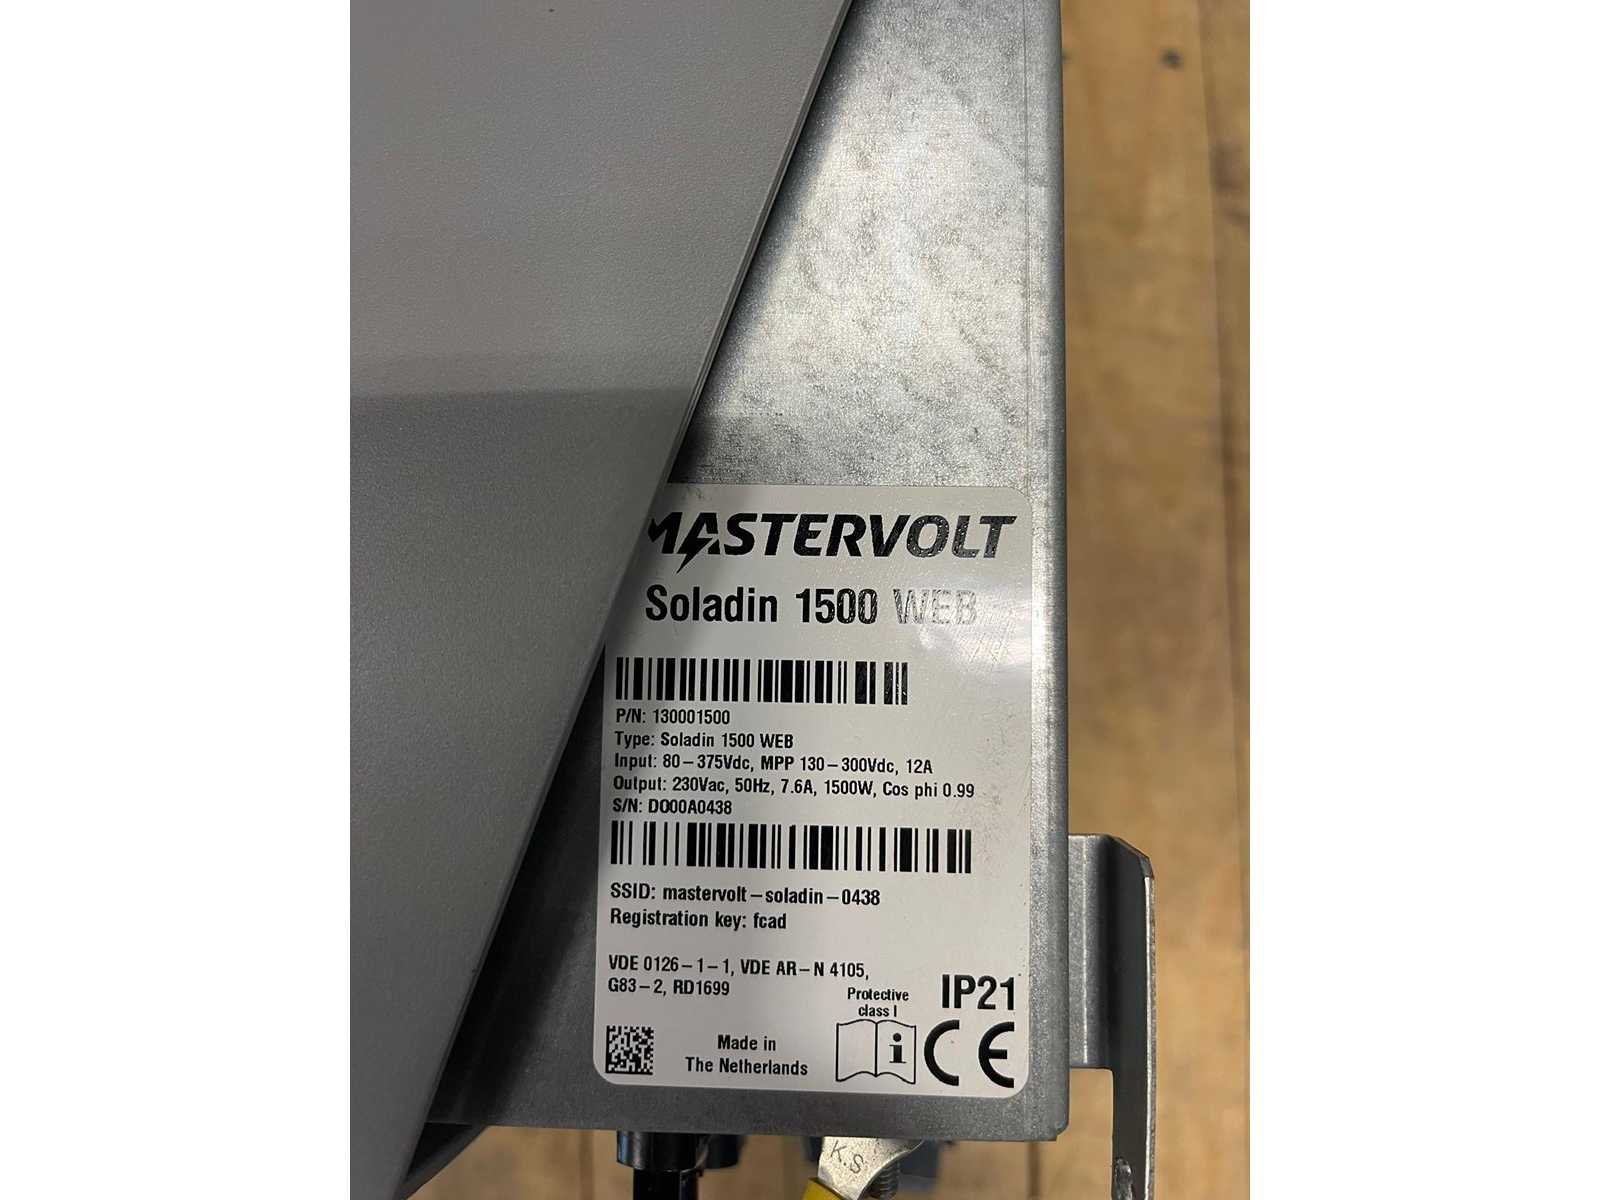 MASTERVOLT
Soladin 1500 WEB
P/N: 130001500
Type: Soladin 1500 WEB
Input: 80-375Vdc, MPP 130-300Vdc, 12A
Output: 230Vac, 50Hz, 7.6A, 1500W, Cos phi 0.99
S/N: DO00A0438
SSID: mastervolt-soladin-0438
Registration key: fcad
VDE 0126-1-1, VDE AR-N 4105,
G83-2, RD1699
Protective
class I
IP21
Made in
The Netherlands
i
CE
K.S